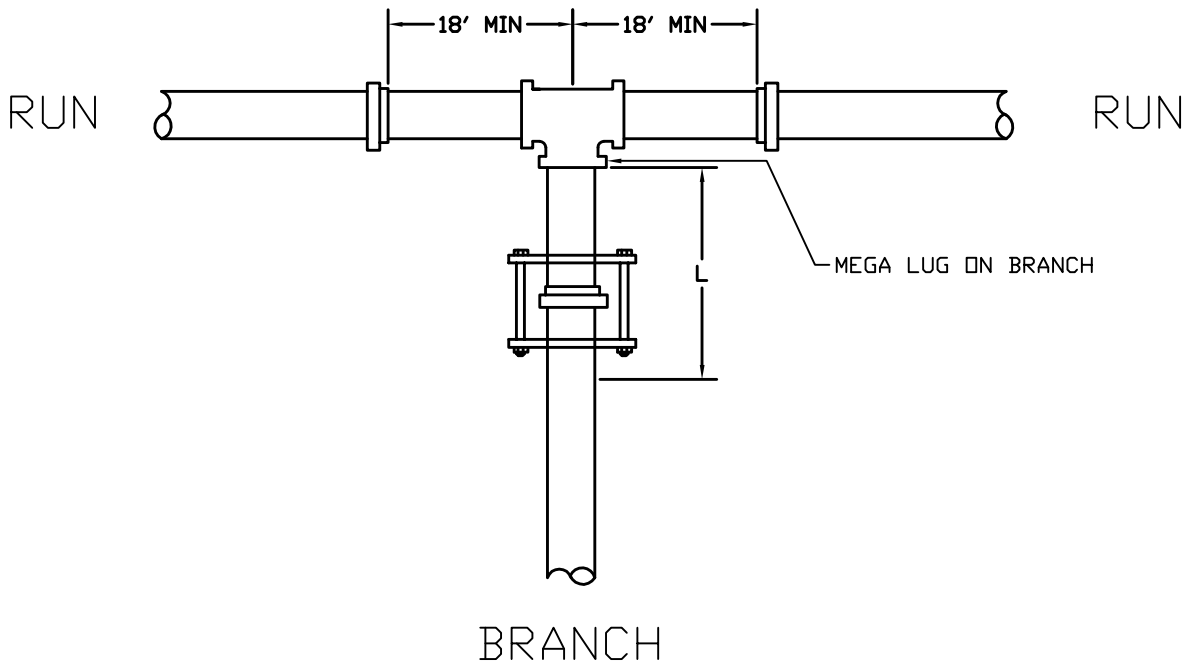 18' MIN 18' MIN
RUN RUN
MEGA LUG ON BRANCH
L
BRANCH